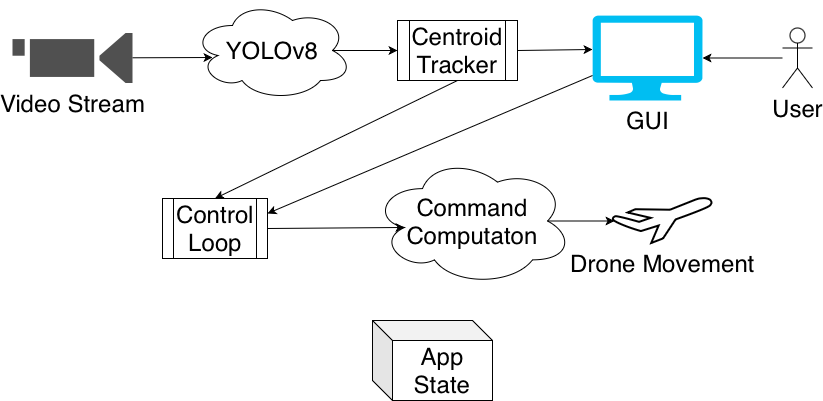 YOLOv8
Centroid
Tracker
Video Stream
GUI
User
Control
Loop
Command
Computaton
Drone Movement
App
State